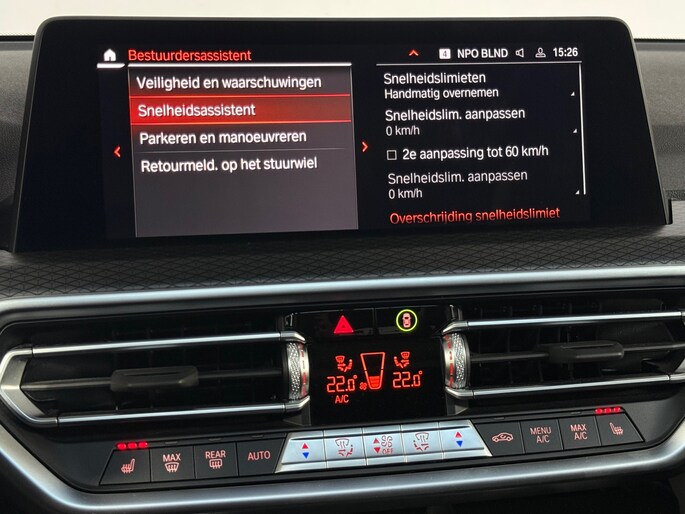 Bestuurdersassistent
4 NPO BLND 15:26
Veiligheid en waarschuwingen
Snelheidsassistent
Parkeren en manoeuvreren
Retourmeld. op het stuurwiel
Snelheidslimieten
Handmatig overnemen
Snelheidslim. aanpassen
0 km/h
2e aanpassing tot 60 km/h
Snelheidslim. aanpassen
0 km/h
Overschrijding snelheidslimiet
22.0° 22.0°
A/C
MAX
REAR
AUTO
OFF
MENU
A/C
MAX
A/C